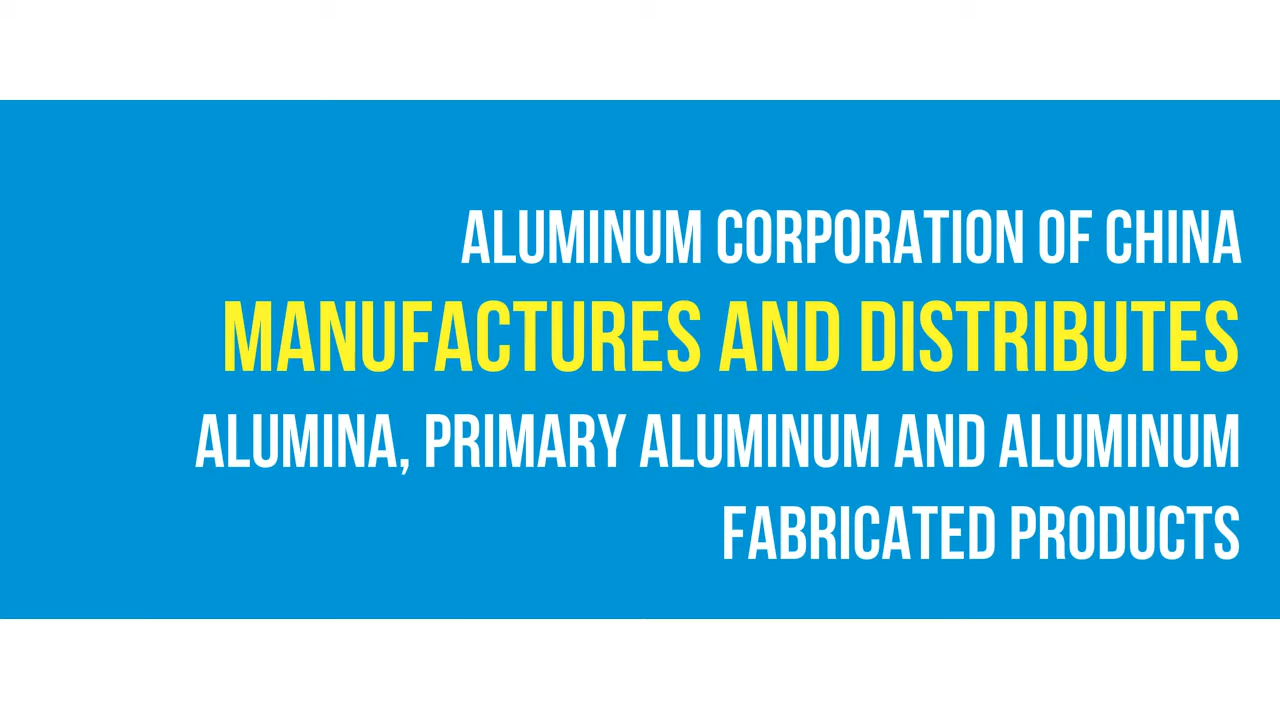 ALUMINUM CORPORATION OF CHINA
MANUFACTURES AND DISTRIBUTES
ALUMINA, PRIMARY ALUMINUM AND ALUMINUM
FABRICATED PRODUCTS